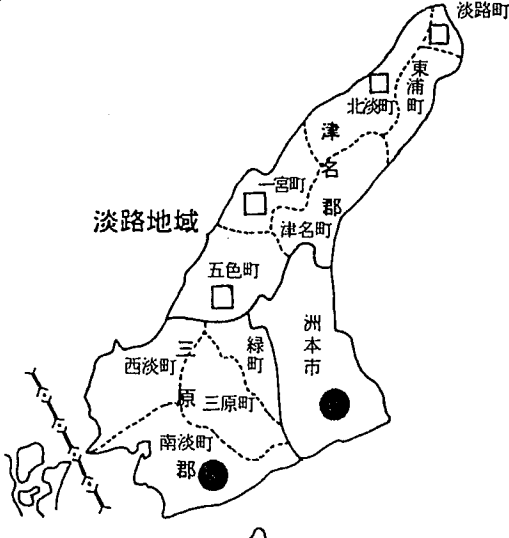 淡路町
東浦町
北淡町
津名郡
一宮町
淡路地域
津名町
五色町
洲本市
緑町
西淡町
三原郡
三原町
南淡町